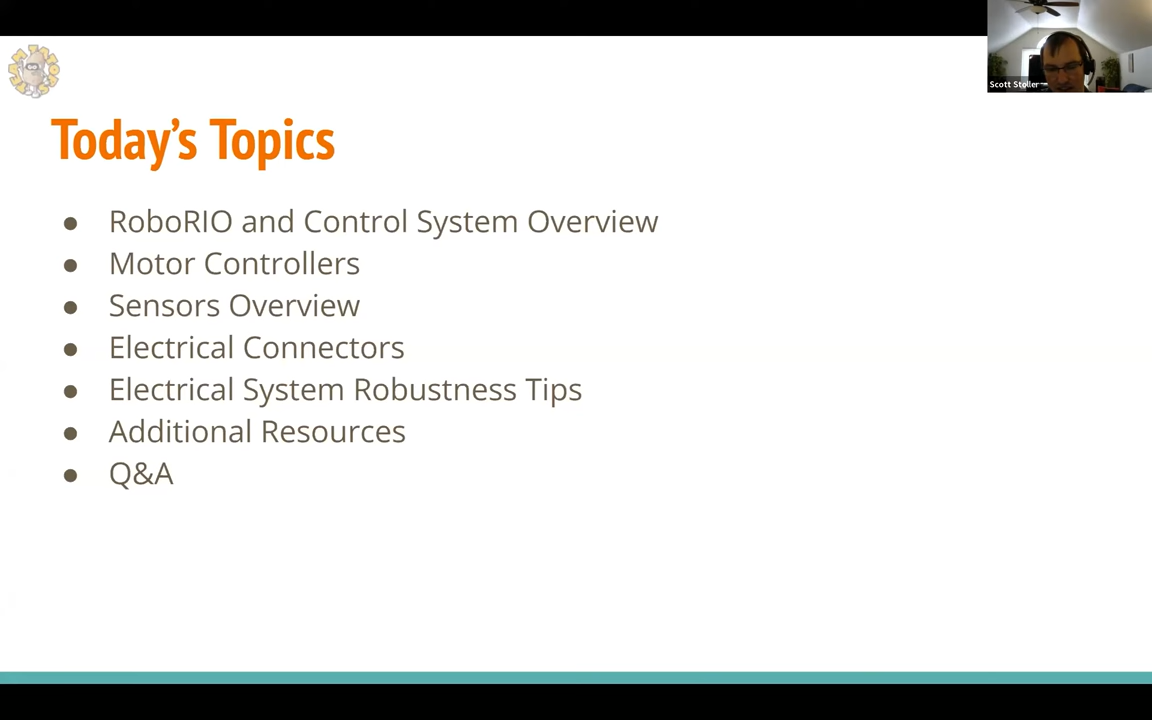 Scott Stoller
Today's Topics
● RoboRIO and Control System Overview
● Motor Controllers
● Sensors Overview
● Electrical Connectors
● Electrical System Robustness Tips
● Additional Resources
● Q&A